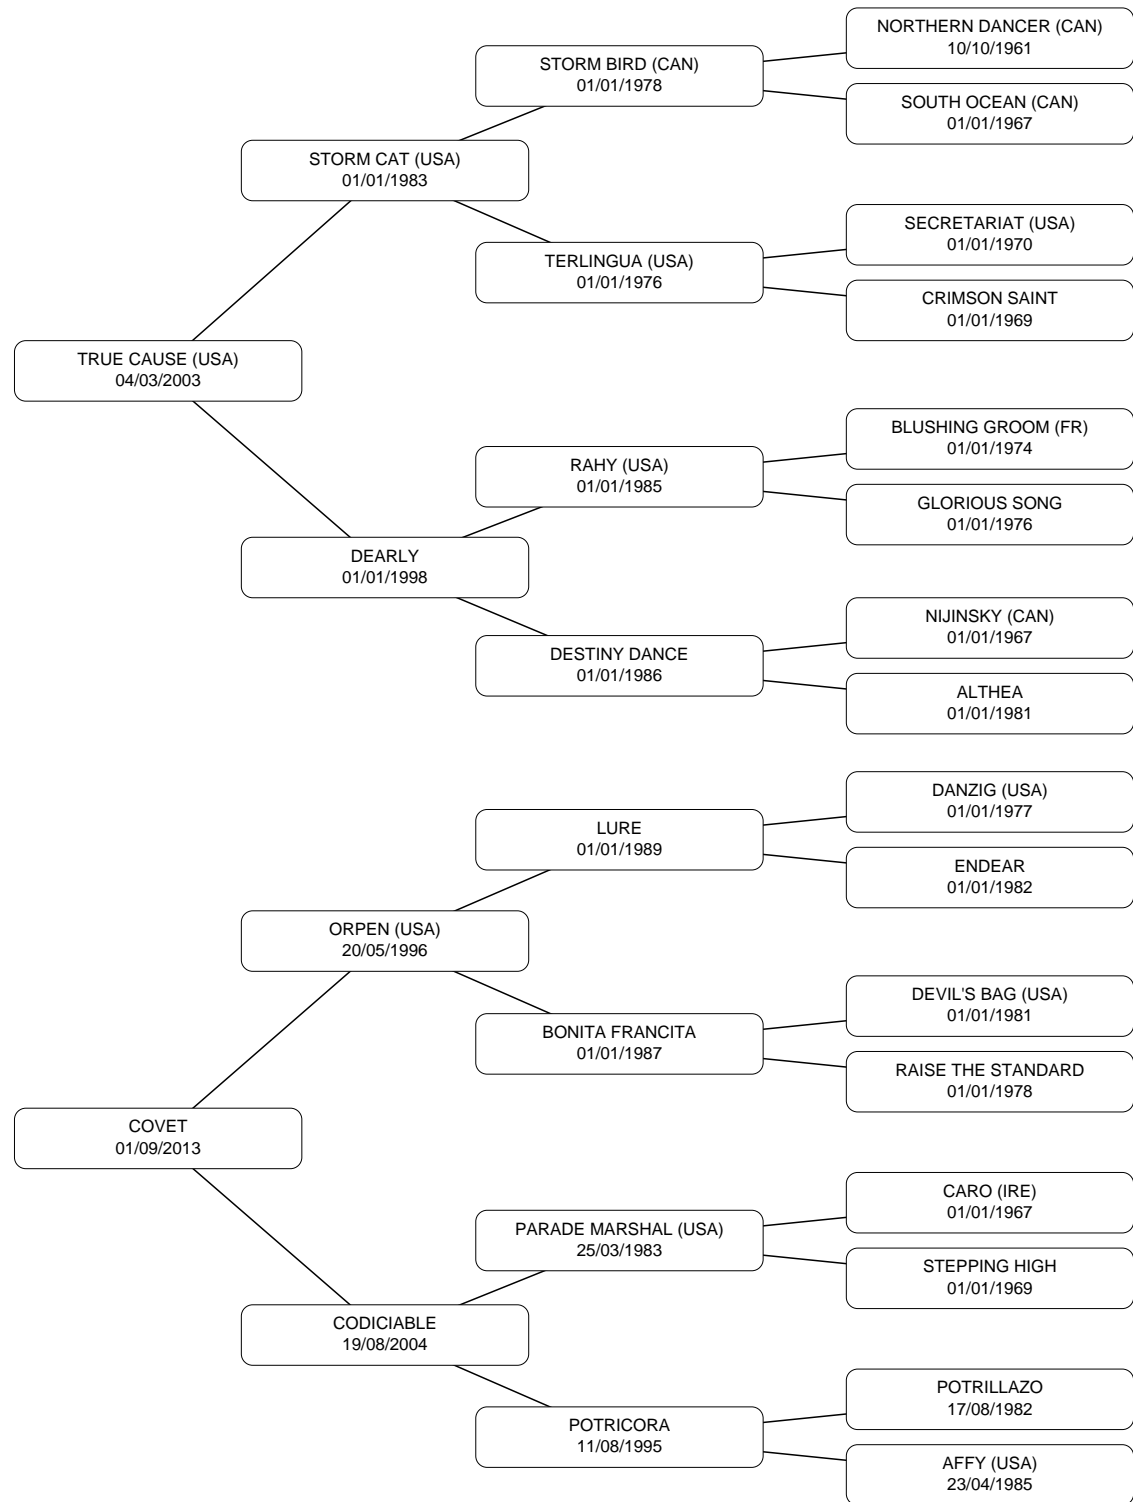 NORTHERN DANCER (CAN)
10/10/1961
STORM BIRD (CAN)
01/01/1978
SOUTH OCEAN (CAN)
01/01/1967
STORM CAT (USA)
01/01/1983
SECRETARIAT (USA)
01/01/1970
TERLINGUA (USA)
01/01/1976
CRIMSON SAINT
01/01/1969
TRUE CAUSE (USA)
04/03/2003
BLUSHING GROOM (FR)
01/01/1974
RAHY (USA)
01/01/1985
GLORIOUS SONG
01/01/1976
DEARLY
01/01/1998
NIJINSKY (CAN)
01/01/1967
DESTINY DANCE
01/01/1986
ALTHEA
01/01/1981
DANZIG (USA)
01/01/1977
LURE
01/01/1989
ENDEAR
01/01/1982
ORPEN (USA)
20/05/1996
DEVIL'S BAG (USA)
01/01/1981
BONITA FRANCITA
01/01/1987
RAISE THE STANDARD
01/01/1978
COVET
01/09/2013
CARO (IRE)
01/01/1967
PARADE MARSHAL (USA)
25/03/1983
STEPPING HIGH
01/01/1969
CODICIABLE
19/08/2004
POTRILLAZO
17/08/1982
POTRICORA
11/08/1995
AFFY (USA)
23/04/1985